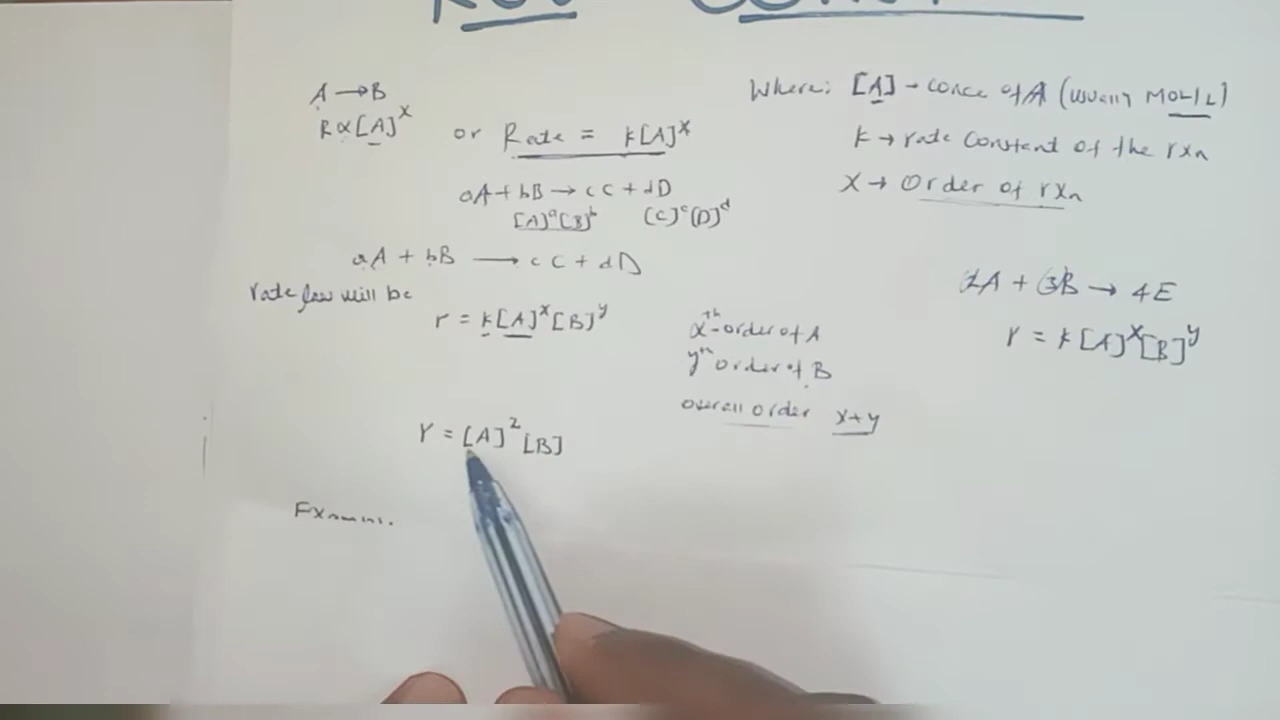 A → B
R ∝ [A]^x
or Rate = k[A]^x
aA + bB → cC + dD
[A]^a[B]^b [C]^c[D]^d
aA + bB → cC + dD
rate law will be
r = k[A]^x[B]^y
r = [A]^2 [B]
Where: [A] → conc of A (usually MOL/L)
k → rate constant of the rxn
x → Order of rxn
x^th order of A
y^th order of B
overall order x+y
2A + 3B → 4E
r = k[A]^x[B]^y